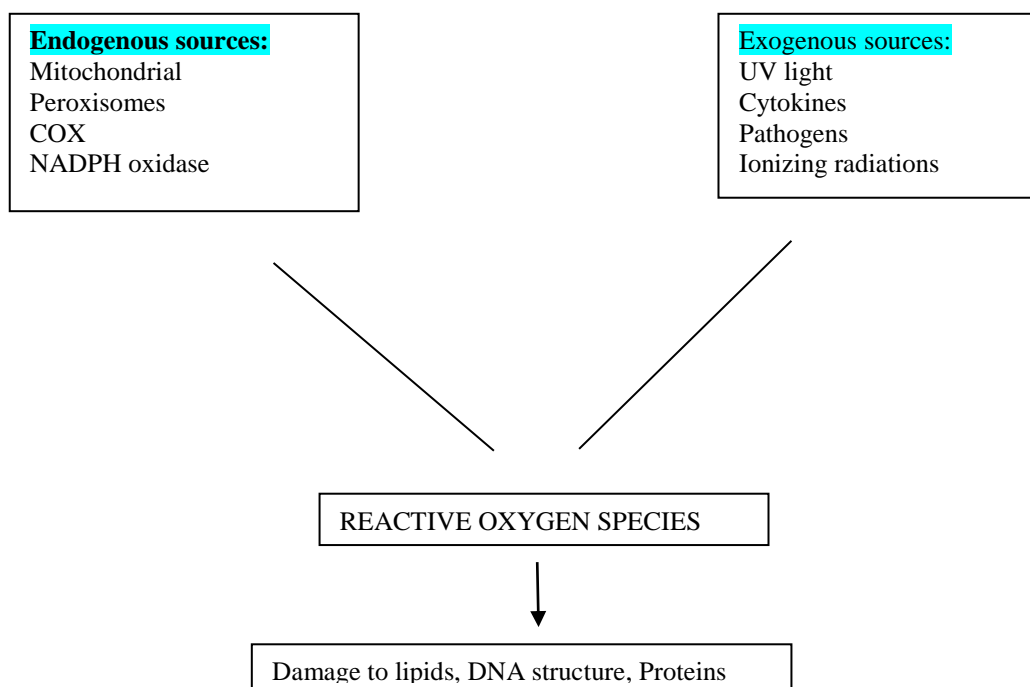 Endogenous sources:
Mitochondrial
Peroxisomes
COX
NADPH oxidase
Exogenous sources:
UV light
Cytokines
Pathogens
Ionizing radiations
REACTIVE OXYGEN SPECIES
Damage to lipids, DNA structure, Proteins